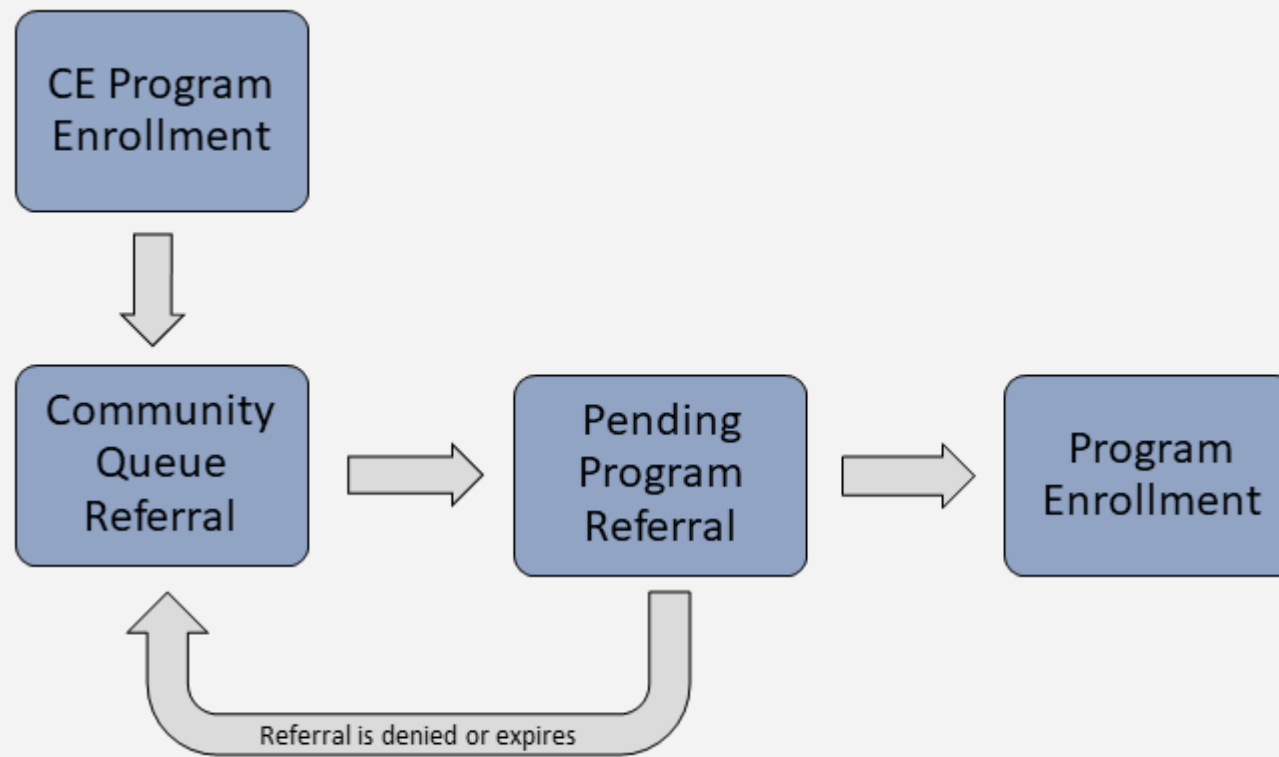 CE Program
Enrollment
Community
Queue
Referral
Pending
Program
Referral
Program
Enrollment
Referral is denied or expires